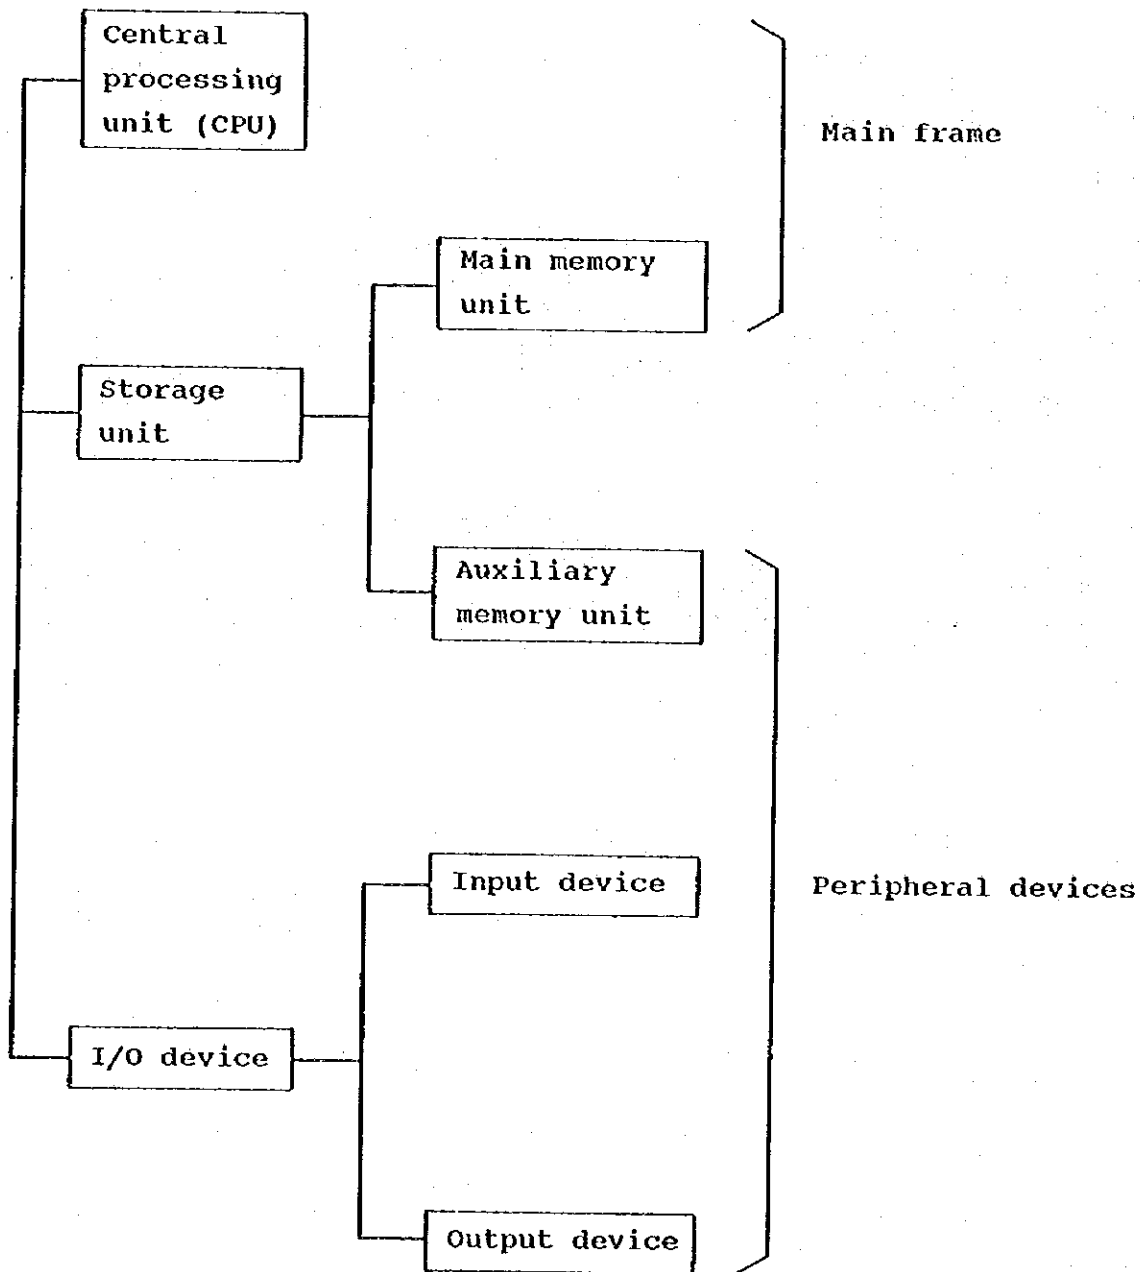 Central
processing
unit (CPU)
Main frame
Main memory
unit
Storage
unit
Auxiliary
memory unit
Input device
Peripheral devices
I/O device
Output device